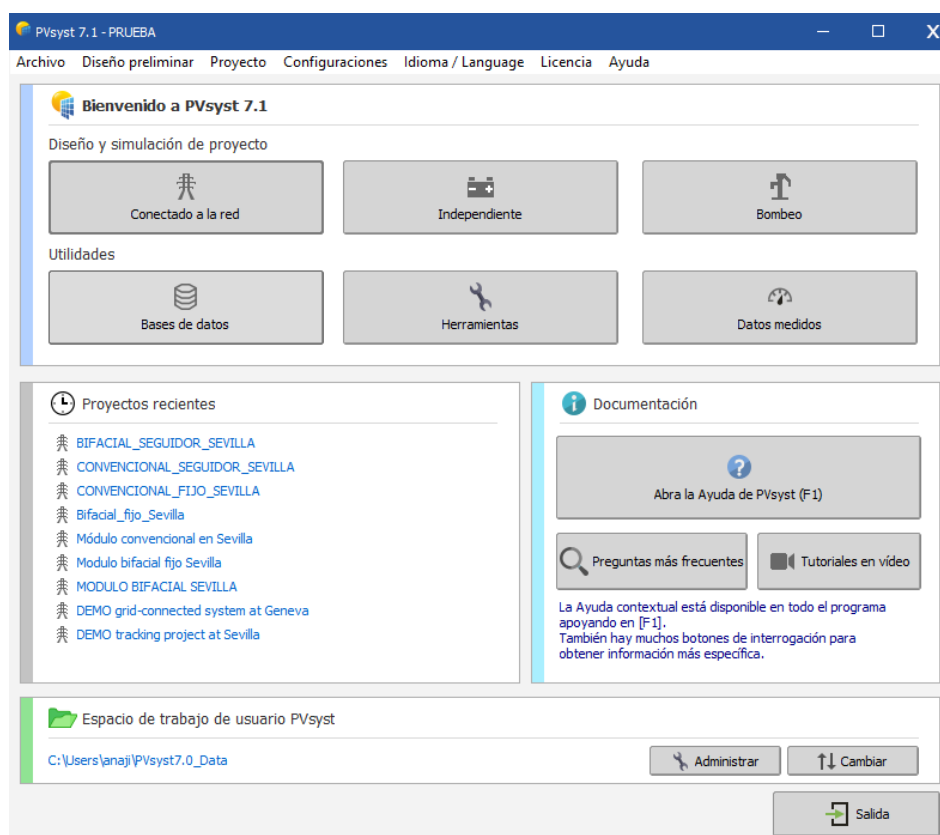 PVsyst 7.1 - PRUEBA
Archivo Diseño preliminar Proyecto Configuraciones Idioma / Language Licencia Ayuda
Bienvenido a PVsyst 7.1
Diseño y simulación de proyecto
Conectado a la red
Independiente
Bombeo
Utilidades
Bases de datos
Herramientas
Datos medidos
Proyectos recientes
BIFACIAL_SEGUIDOR_SEVILLA
CONVENCIONAL_SEGUIDOR_SEVILLA
CONVENCIONAL_FIJO_SEVILLA
Bifacial_fijo_Sevilla
Módulo convencional en Sevilla
Modulo bifacial fijo Sevilla
MODULO BIFACIAL SEVILLA
DEMO grid-connected system at Geneva
DEMO tracking project at Sevilla
Documentación
Abra la Ayuda de PVsyst (F1)
Preguntas más frecuentes
Tutoriales en vídeo
La Ayuda contextual está disponible en todo el programa
apoyando en [F1].
También hay muchos botones de interrogación para
obtener información más específica.
Espacio de trabajo de usuario PVsyst
C:\Users\anaji\PVsyst7.0_Data
Administrar
Cambiar
Salida